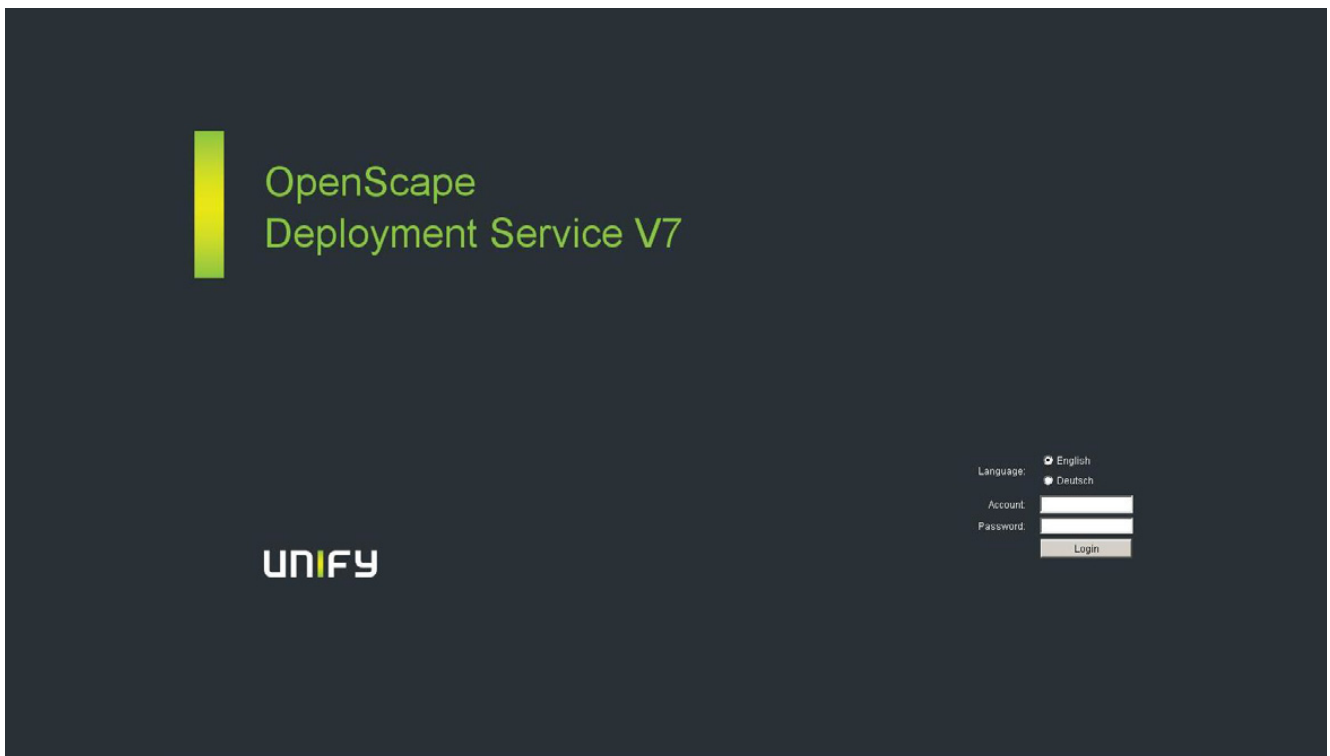 OpenScape
Deployment Service V7
Language:
English
Deutsch
Account:
Password:
Login
UNIFY